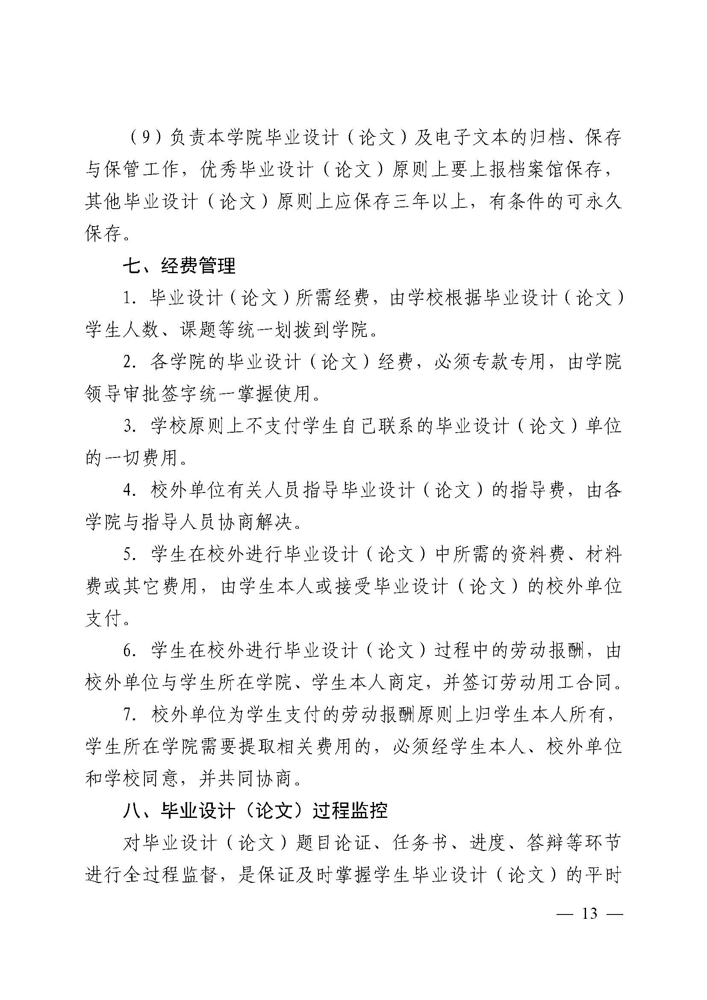 （9）负责本学院毕业设计（论文）及电子文本的归档、保存
与保管工作，优秀毕业设计（论文）原则上要上报档案馆保存，
其他毕业设计（论文）原则上应保存三年以上，有条件的可永久
保存。
七、经费管理
1. 毕业设计（论文）所需经费，由学校根据毕业设计（论文）
学生人数、课题等统一划拨到学院。
2. 各学院的毕业设计（论文）经费，必须专款专用，由学院
领导审批签字统一掌握使用。
3. 学校原则上不支付学生自己联系的毕业设计（论文）单位
的一切费用。
4. 校外单位有关人员指导毕业设计（论文）的指导费，由各
学院与指导人员协商解决。
5. 学生在校外进行毕业设计（论文）中所需的资料费、材料
费或其它费用，由学生本人或接受毕业设计（论文）的校外单位
支付。
6. 学生在校外进行毕业设计（论文）过程中的劳动报酬，由
校外单位与学生所在学院、学生本人商定，并签订劳动用工合同。
7. 校外单位为学生支付的劳动报酬原则上归学生本人所有，
学生所在学院需要提取相关费用的，必须经学生本人、校外单位
和学校同意，并共同协商。
八、毕业设计（论文）过程监控
对毕业设计（论文）题目论证、任务书、进度、答辩等环节
进行全过程监督，是保证及时掌握学生毕业设计（论文）的平时
— 13 —